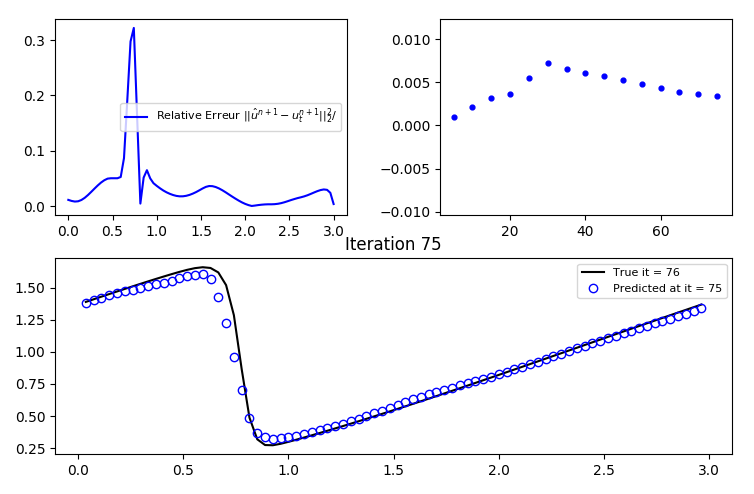 0.3
0.2
0.1
0.0
Relative Erreur ||û^{n+1} − u_t^{n+1}||_2^2/
0.0 0.5 1.0 1.5 2.0 2.5 3.0
0.010
0.005
0.000
−0.005
−0.010
20 40 60
Iteration 75
1.50
1.25
1.00
0.75
0.50
0.25
True it = 76
Predicted at it = 75
0.0 0.5 1.0 1.5 2.0 2.5 3.0